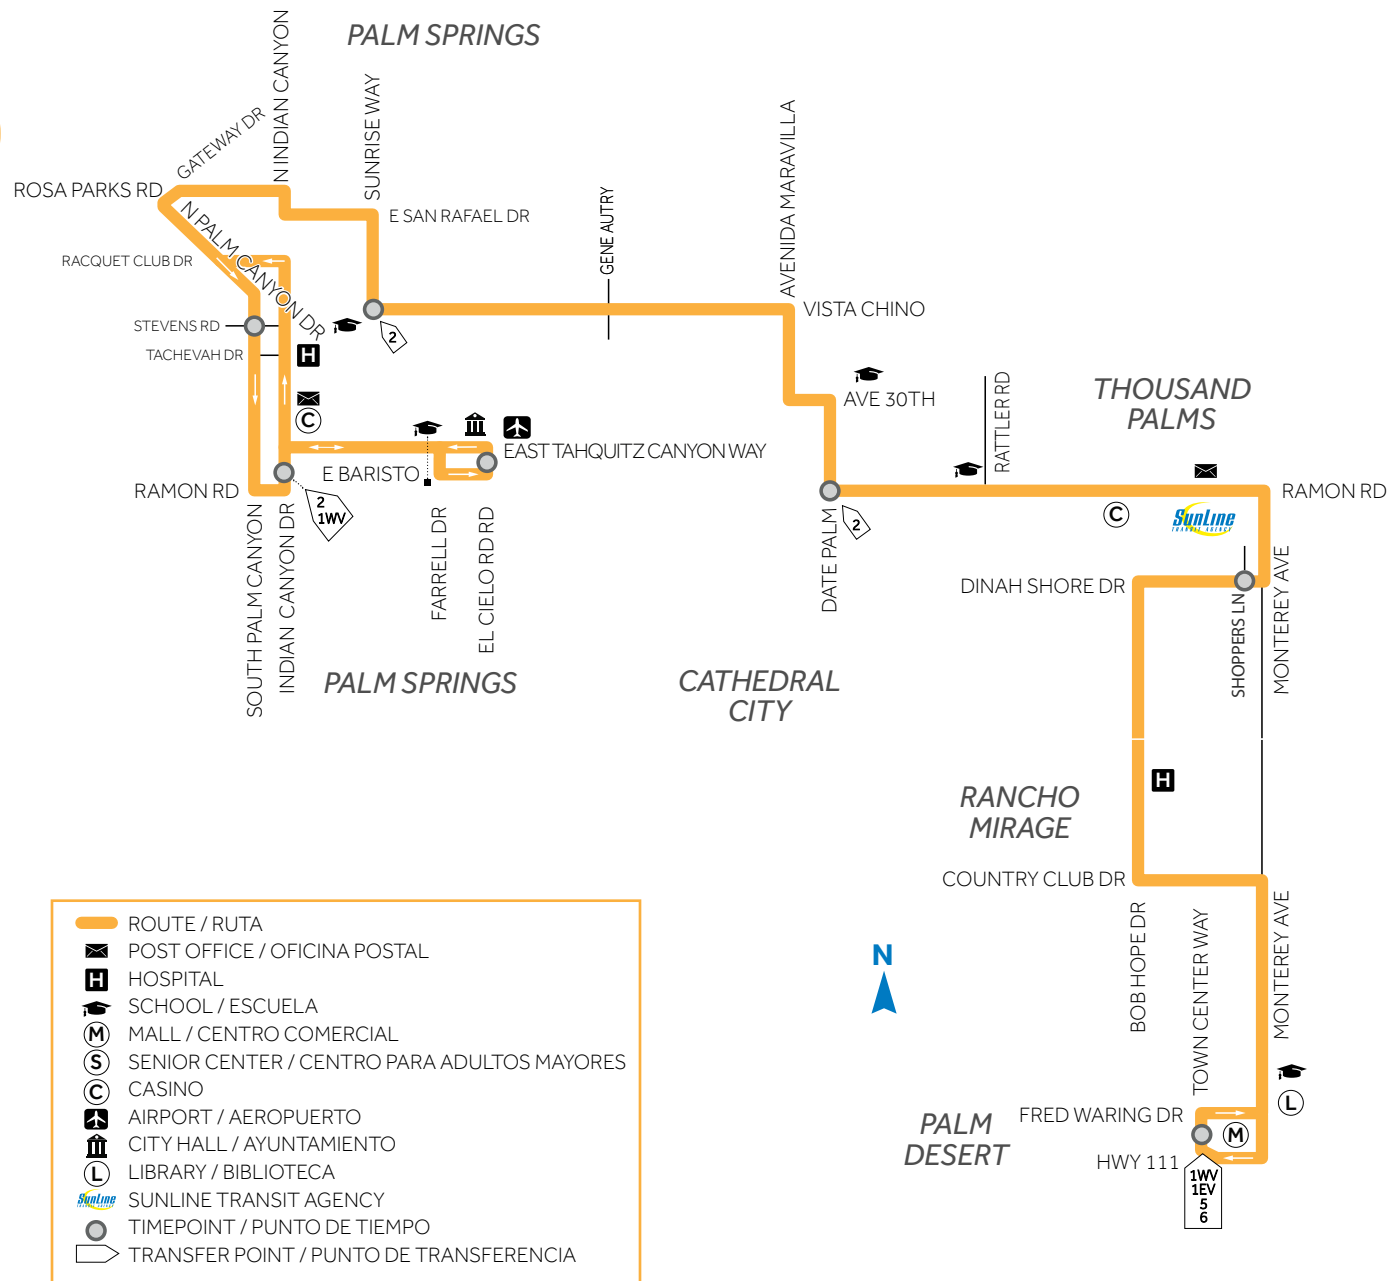 PALM SPRINGS
N INDIAN CANYON
SUNRISE WAY
GATEWAY DR
ROSA PARKS RD
N PALM CANYON DR
E SAN RAFAEL DR
GENE AUTRY
AVENIDA MARAVILLA
RACQUET CLUB DR
VISTA CHINO
STEVENS RD
2
TACHEVAH DR
H
C
AVE 30TH
RATTLER RD
THOUSAND
PALMS
EAST TAHQUITZ CANYON WAY
E BARISTO
RAMON RD
2
1WV
SOUTH PALM CANYON
INDIAN CANYON DR
FARRELL DR
EL CIELO RD RD
DATE PALM
2
C
SunLine
TRANSIT AGENCY
RAMON RD
DINAH SHORE DR
SHOPPERS LN
MONTEREY AVE
PALM SPRINGS
CATHEDRAL
CITY
RANCHO
MIRAGE
H
COUNTRY CLUB DR
BOB HOPE DR
TOWN CENTER WAY
MONTEREY AVE
N
L
FRED WARING DR
M
PALM
DESERT
HWY 111
1WV
1EV
5
6
ROUTE / RUTA
POST OFFICE / OFICINA POSTAL
H HOSPITAL
SCHOOL / ESCUELA
M MALL / CENTRO COMERCIAL
S SENIOR CENTER / CENTRO PARA ADULTOS MAYORES
C CASINO
AIRPORT / AEROPUERTO
CITY HALL / AYUNTAMIENTO
L LIBRARY / BIBLIOTECA
SunLine SUNLINE TRANSIT AGENCY
TIMEPOINT / PUNTO DE TIEMPO
TRANSFER POINT / PUNTO DE TRANSFERENCIA